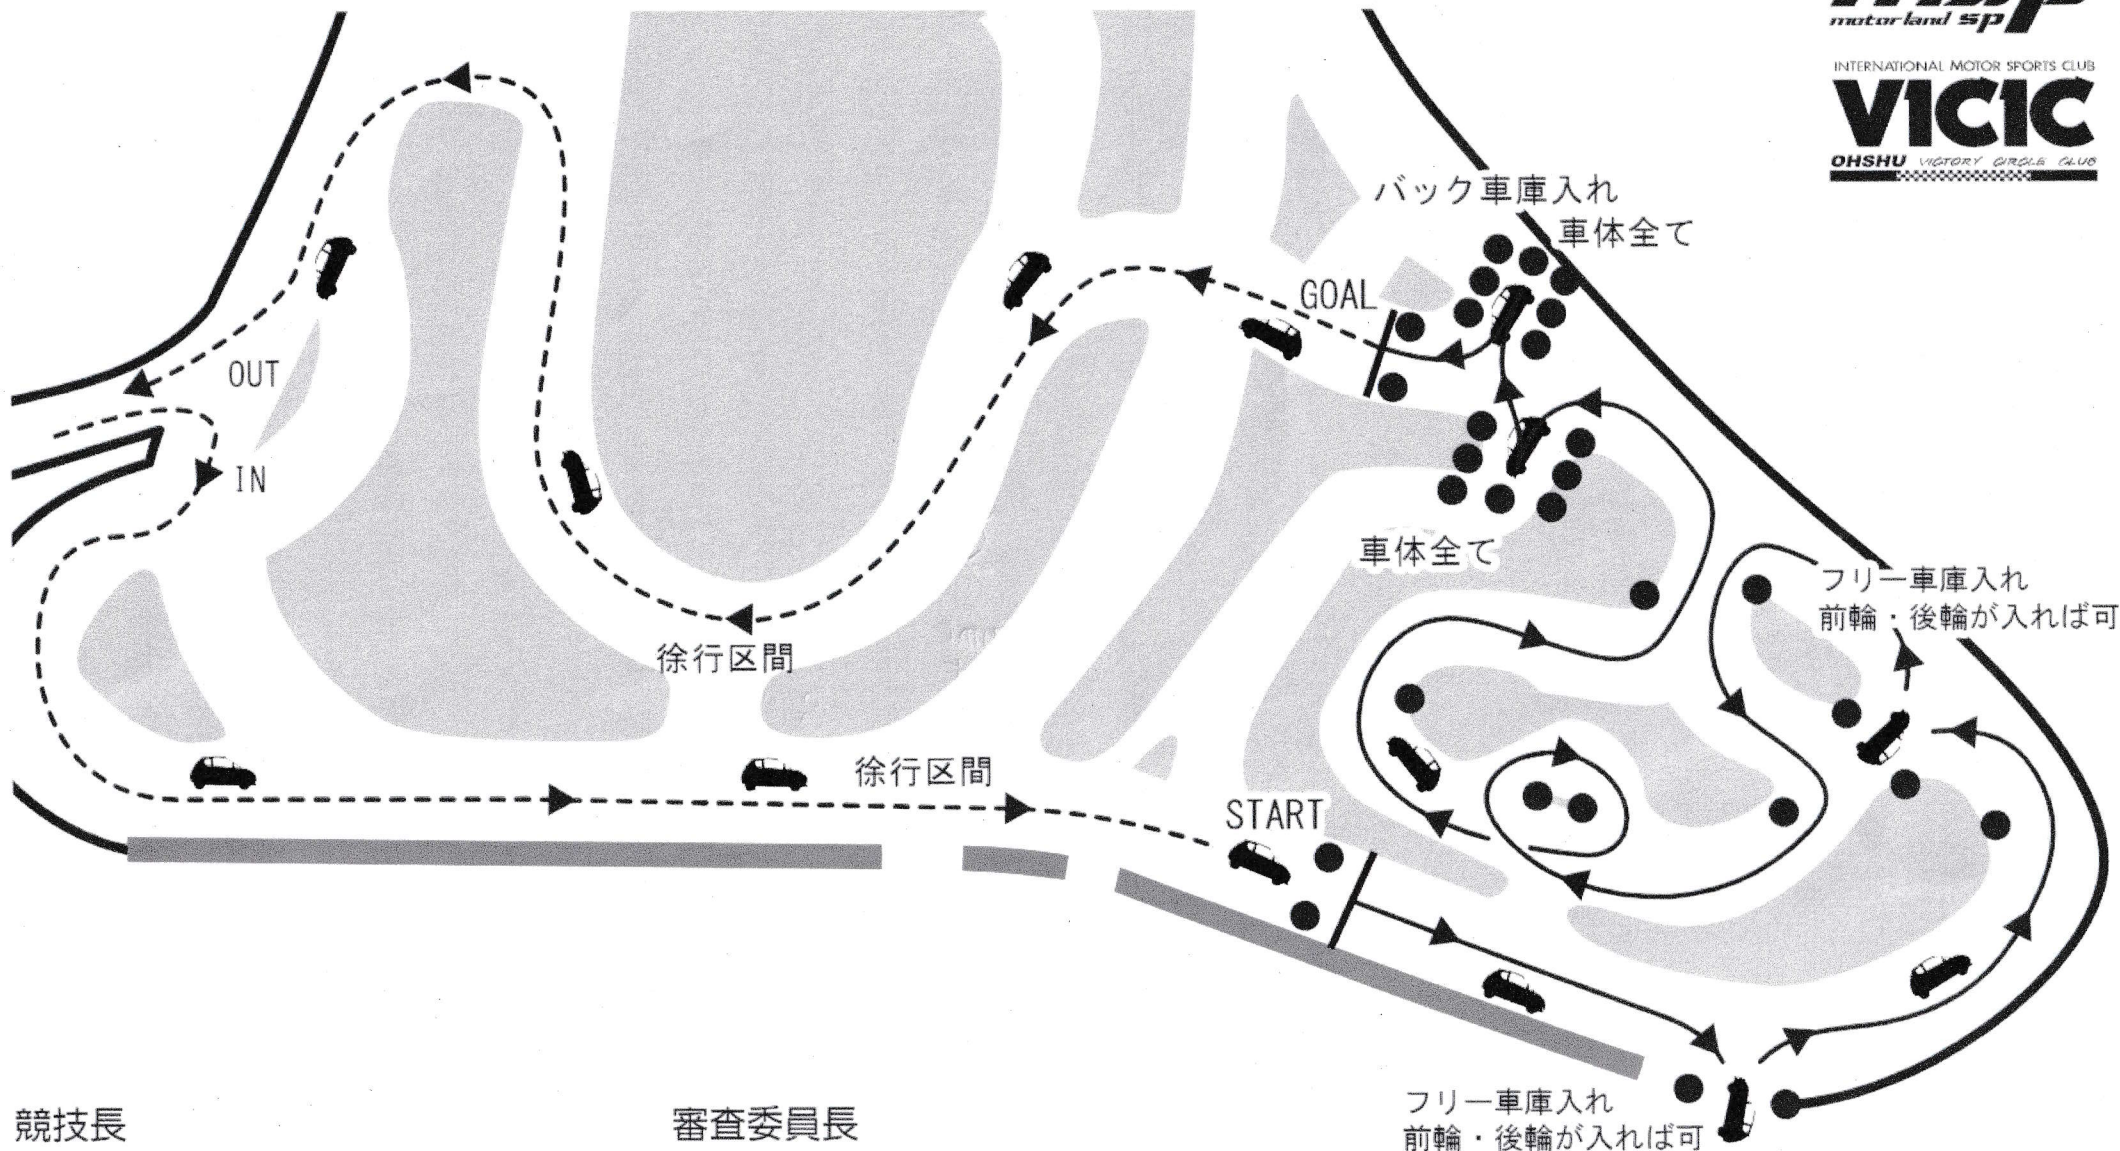 motorland sp
INTERNATIONAL MOTOR SPORTS CLUB
VICIC
OHSHU VICTORY CIRCLE CLUB
バック車庫入れ
車体全て
GOAL
OUT
IN
車体全て
フリー車庫入れ
前輪・後輪が入れば可
徐行区間
徐行区間
START
フリー車庫入れ
前輪・後輪が入れば可
競技長
審査委員長